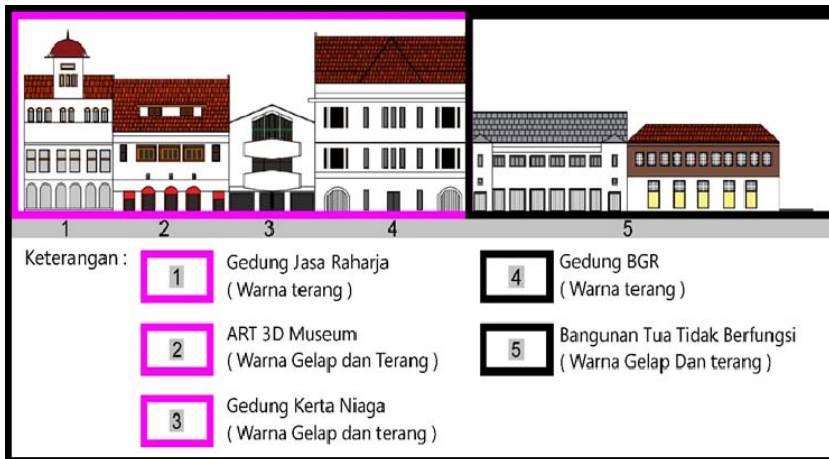 1 2 3 4 5
Keterangan :
1 Gedung Jasa Raharja
( Warna terang )
2 ART 3D Museum
( Warna Gelap dan Terang )
3 Gedung Kerta Niaga
( Warna Gelap dan terang )
4 Gedung BGR
( Warna terang )
5 Bangunan Tua Tidak Berfungsi
( Warna Gelap Dan terang )